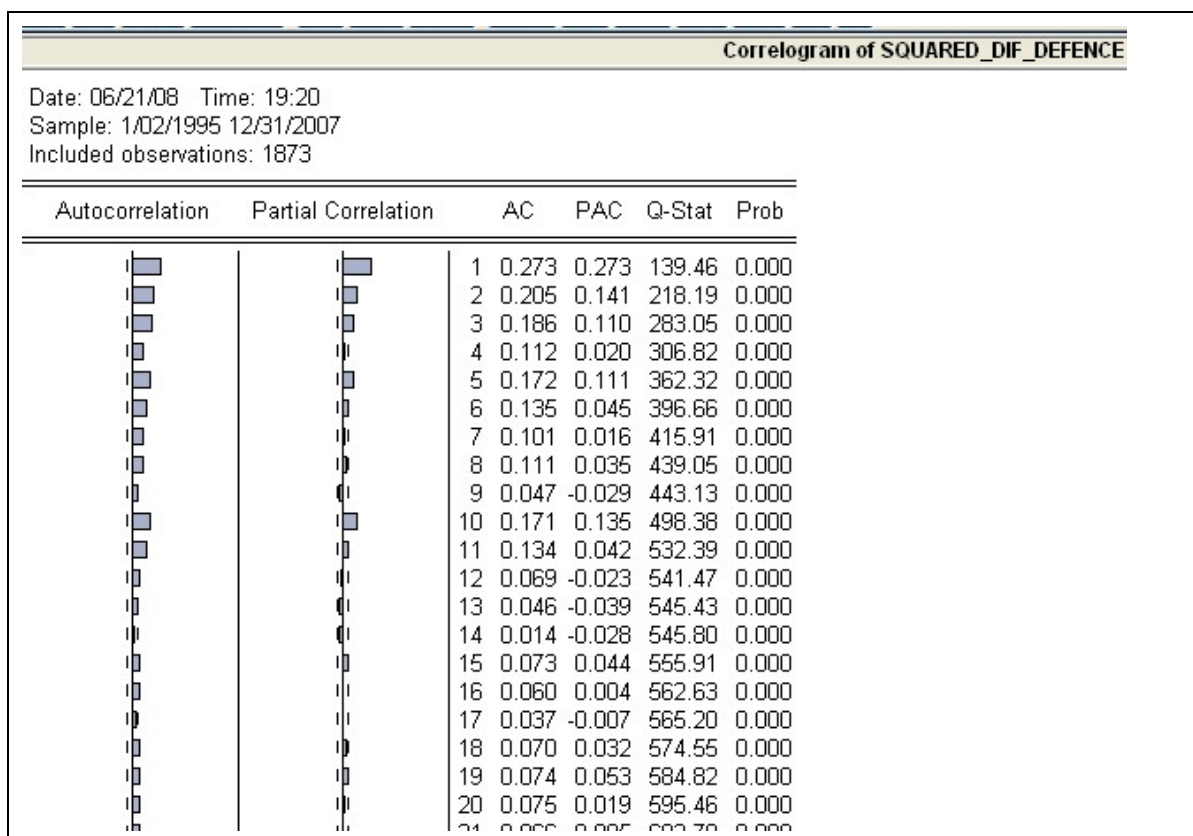 Correlogram of SQUARED_DIF_DEFENCE
Date: 06/21/08 Time: 19:20
Sample: 1/02/1995 12/31/2007
Included observations: 1873
Autocorrelation Partial Correlation AC PAC Q-Stat Prob
1 0.273 0.273 139.46 0.000
2 0.205 0.141 218.19 0.000
3 0.186 0.110 283.05 0.000
4 0.112 0.020 306.82 0.000
5 0.172 0.111 362.32 0.000
6 0.135 0.045 396.66 0.000
7 0.101 0.016 415.91 0.000
8 0.111 0.035 439.05 0.000
9 0.047 -0.029 443.13 0.000
10 0.171 0.135 498.38 0.000
11 0.134 0.042 532.39 0.000
12 0.069 -0.023 541.47 0.000
13 0.046 -0.039 545.43 0.000
14 0.014 -0.028 545.80 0.000
15 0.073 0.044 555.91 0.000
16 0.060 0.004 562.63 0.000
17 0.037 -0.007 565.20 0.000
18 0.070 0.032 574.55 0.000
19 0.074 0.053 584.82 0.000
20 0.075 0.019 595.46 0.000